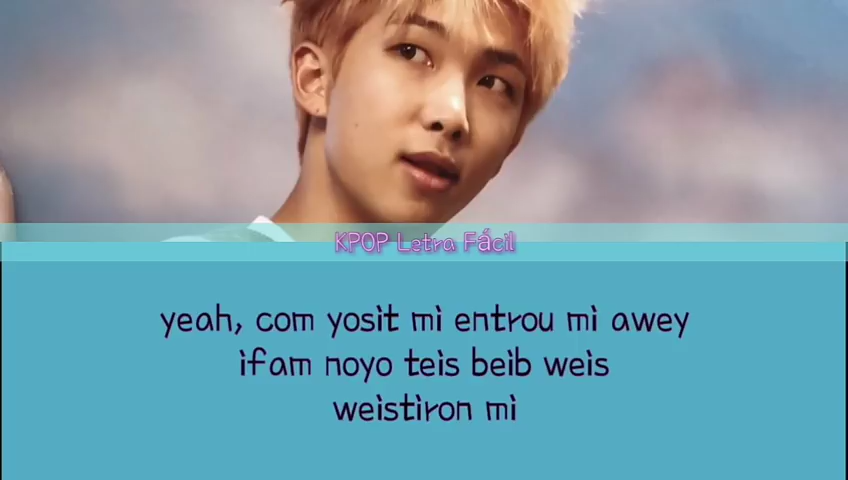 KPOP Letra Fácil
yeah, com yosit mi entrou mi awey
ifam noyo teis beib weis
weistiron mi